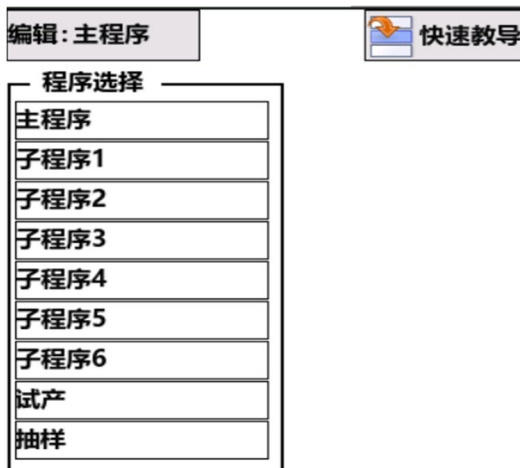 编辑:主程序
快速教导
程序选择
主程序
子程序1
子程序2
子程序3
子程序4
子程序5
子程序6
试产
抽样